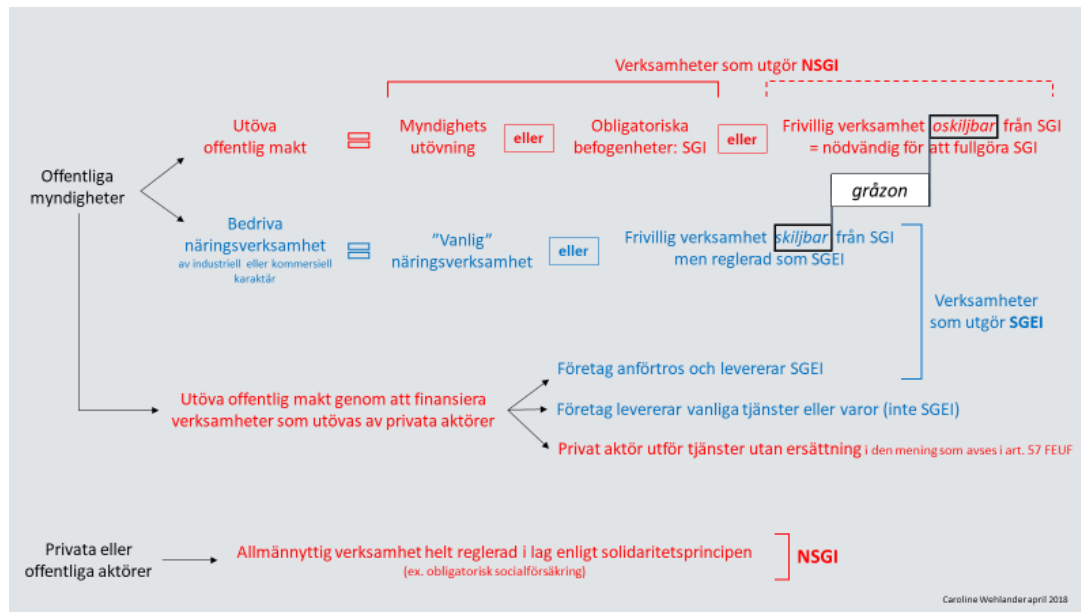 Verksamheter som utgör NSGI
Utöva
offentlig makt
=
Myndighets
utövning
eller
Obligatoriska
befogenheter: SGI
eller
Frivillig verksamhet oskiljbar från SGI
= nödvändig för att fullgöra SGI
Offentliga
myndigheter
gråzon
Bedriva
näringsverksamhet
av industriell eller kommersiell
karaktär
=
”Vanlig”
näringsverksamhet
eller
Frivillig verksamhet skiljbar från SGI
men reglerad som SGEI
Verksamheter
som utgör SGEI
Företag anförtros och levererar SGEI
Utöva offentlig makt genom att finansiera
verksamheter som utövas av privata aktörer
Företag levererar vanliga tjänster eller varor (inte SGEI)
Privat aktör utför tjänster utan ersättning i den mening som avses i art. 57 FEUF
Privata eller
offentliga aktörer
Allmännyttig verksamhet helt reglerad i lag enligt solidaritetsprincipen
(ex. obligatorisk socialförsäkring)
NSGI
Caroline Wehlander april 2018